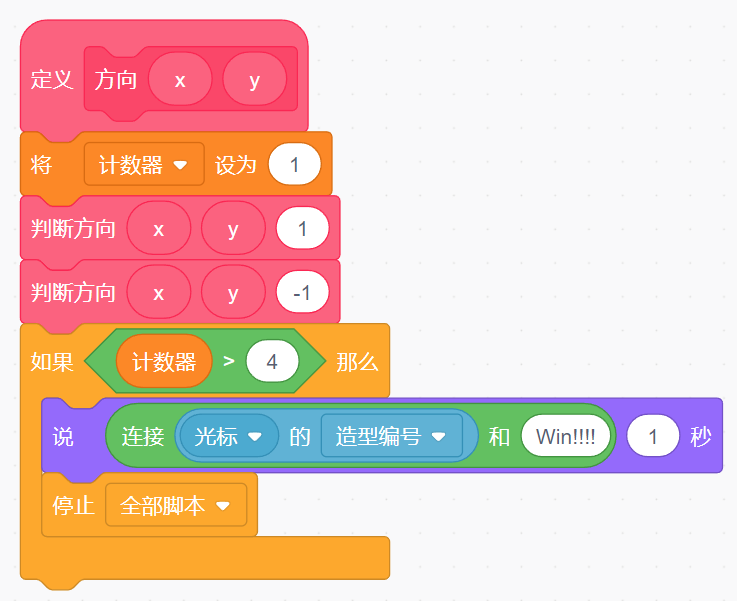 定义 方向 x y
将 计数器 设为 1
判断方向 x y 1
判断方向 x y -1
如果 计数器 > 4 那么
说 连接 光标 的 造型编号 和 Win!!!! 1 秒
停止 全部脚本